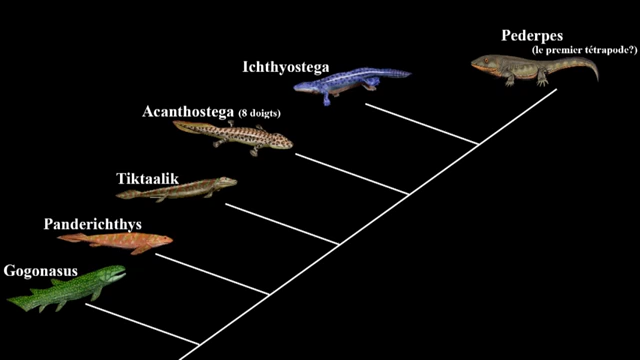 Pederpes
(le premier tétrapode?)
Ichthyostega
Acanthostega (8 doigts)
Tiktaalik
Panderichthys
Gogonasus